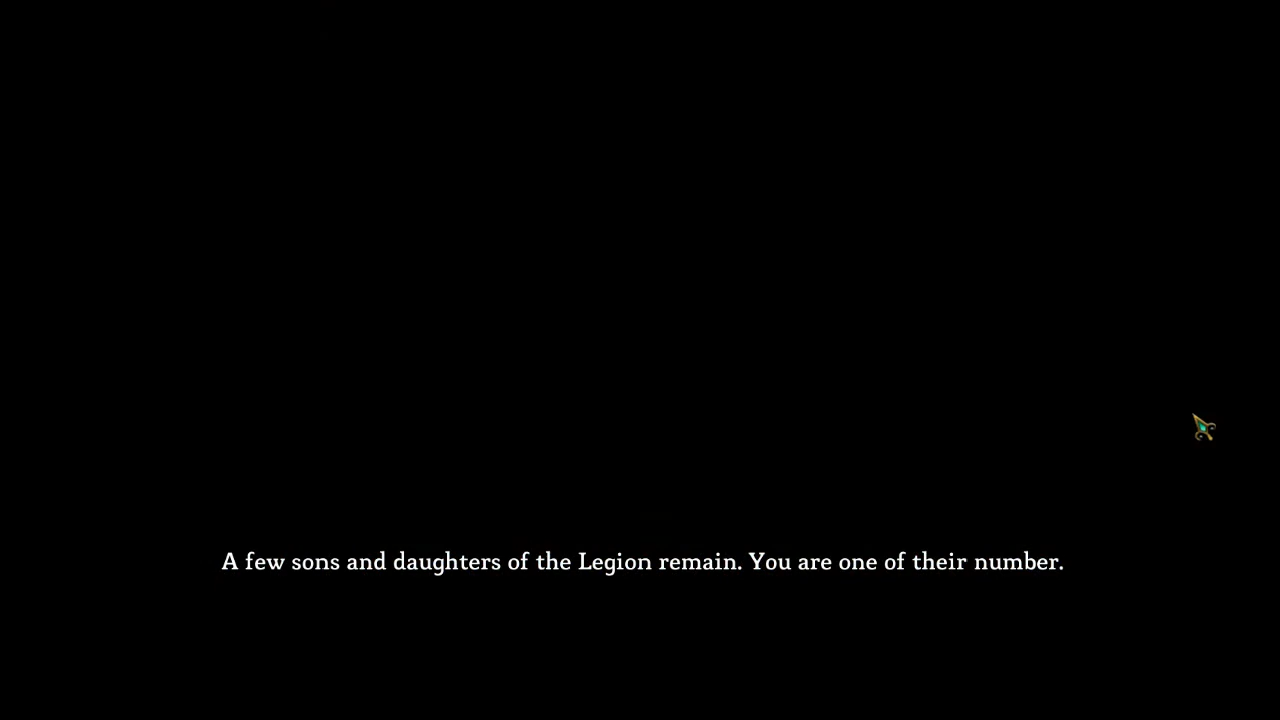 A few sons and daughters of the Legion remain. You are one of their number.